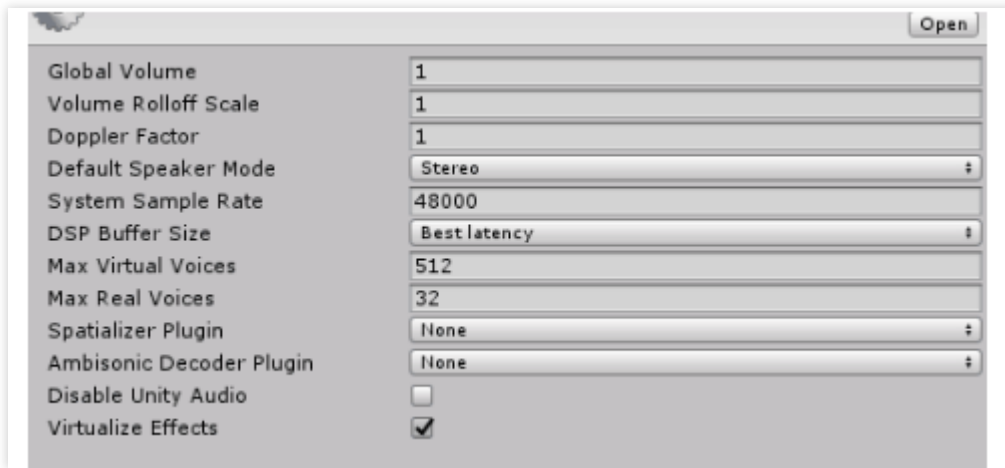 Open
Global Volume 1
Volume Rolloff Scale 1
Doppler Factor 1
Default Speaker Mode Stereo
System Sample Rate 48000
DSP Buffer Size Best latency
Max Virtual Voices 512
Max Real Voices 32
Spatializer Plugin None
Ambisonic Decoder Plugin None
Disable Unity Audio
Virtualize Effects